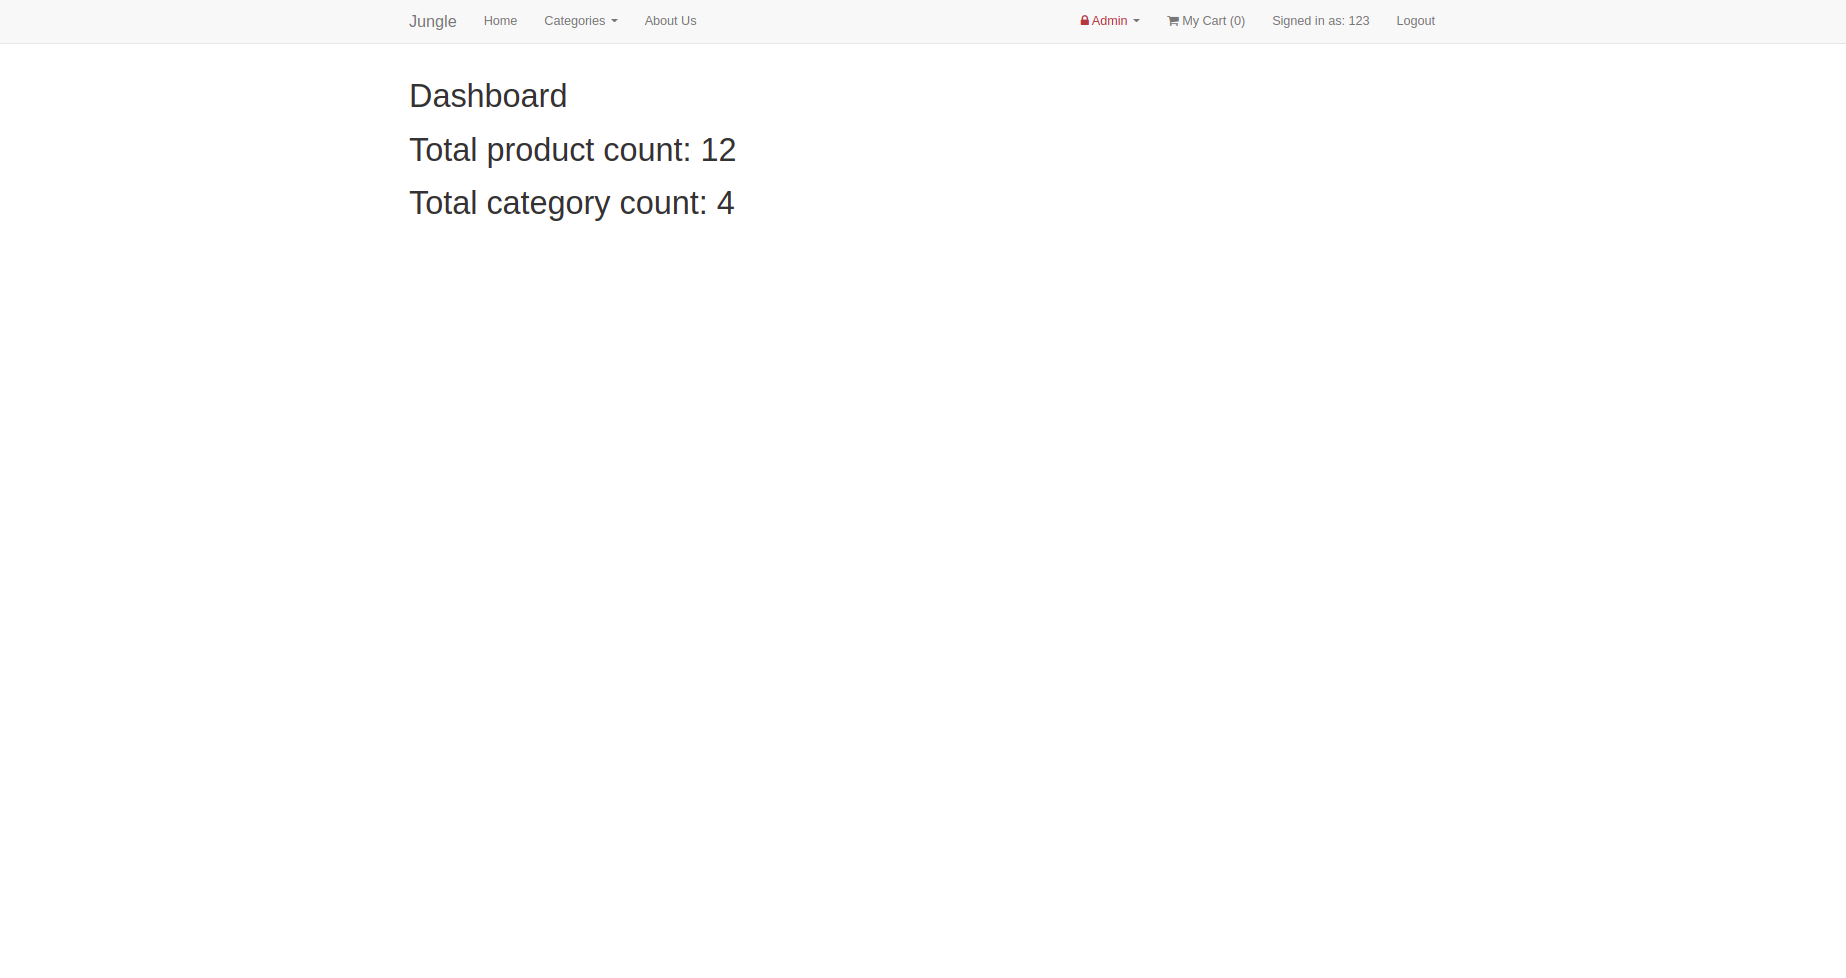 Jungle Home Categories About Us Admin My Cart (0) Signed in as: 123 Logout
Dashboard
Total product count: 12
Total category count: 4